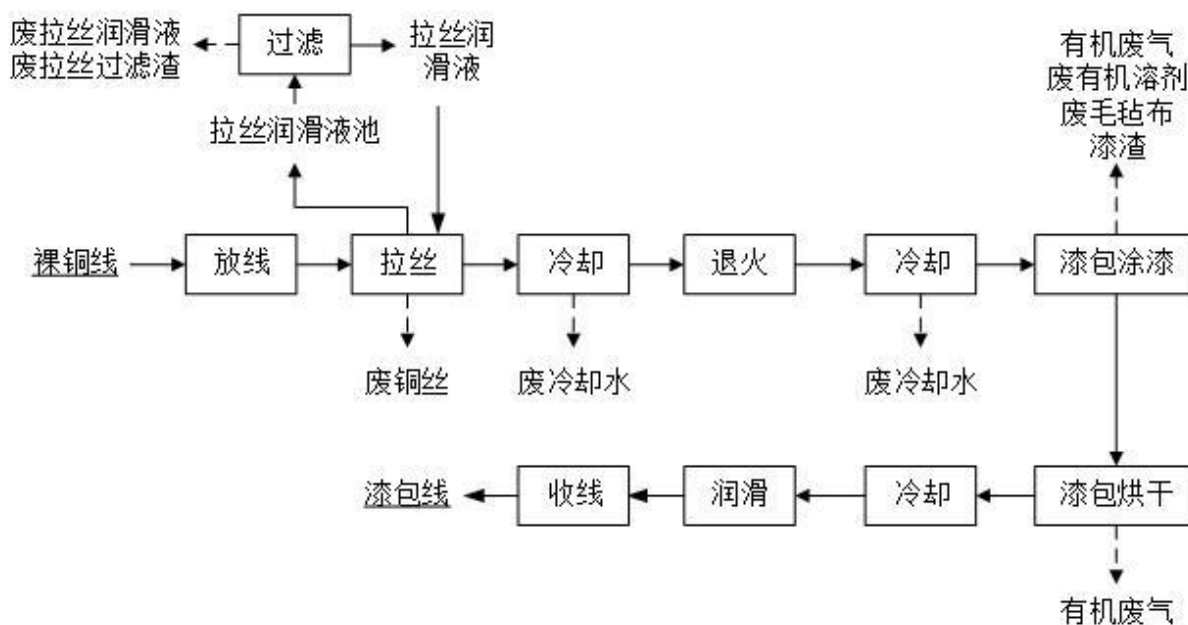 废拉丝润滑液
废拉丝过滤渣
过滤
拉丝润
滑液
有机废气
废有机溶剂
废毛毡布
漆渣
拉丝润滑液池
裸铜线
放线
拉丝
冷却
退火
冷却
漆包涂漆
废铜丝
废冷却水
废冷却水
漆包线
收线
润滑
冷却
漆包烘干
有机废气